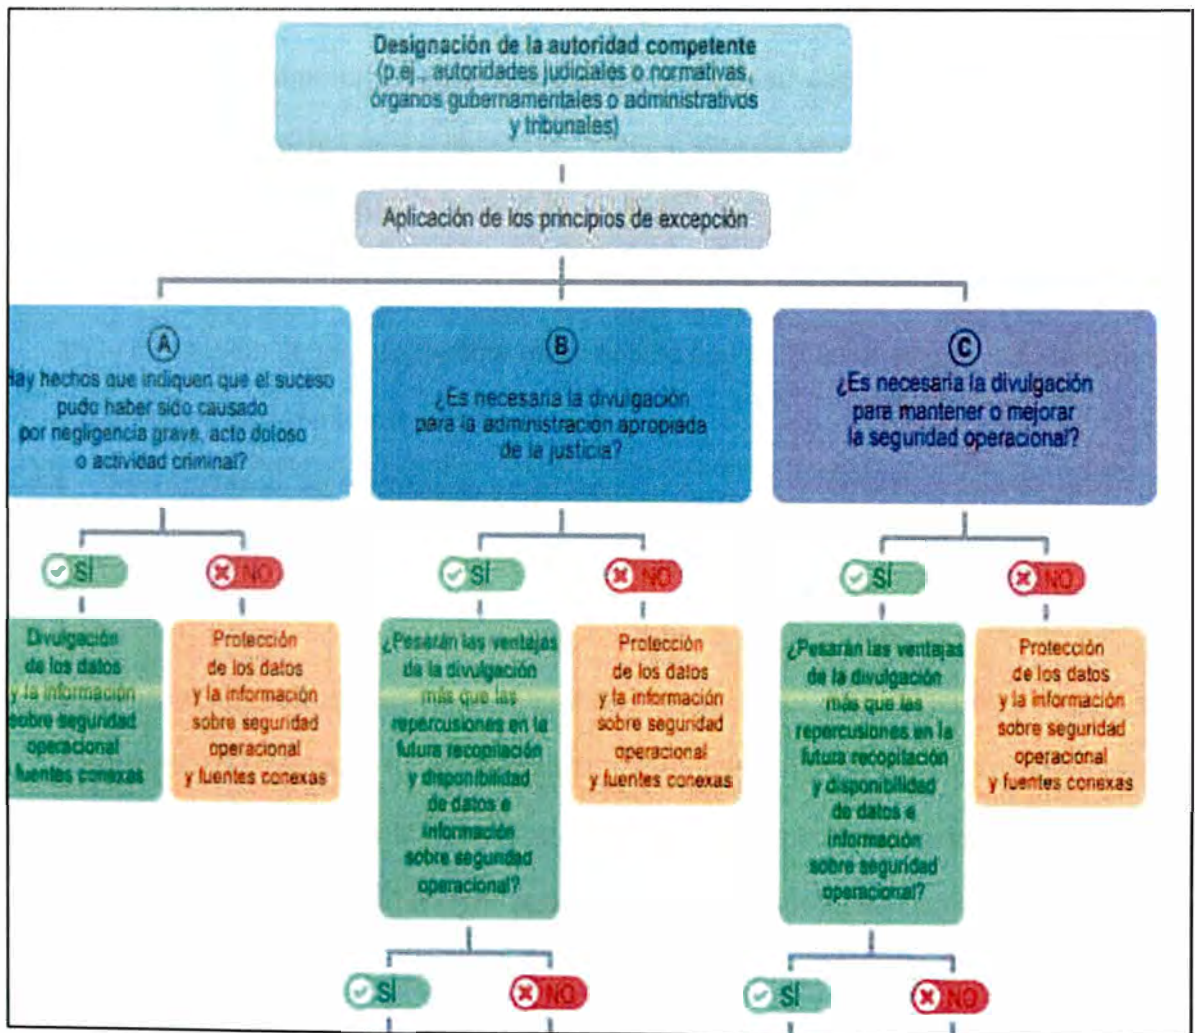 Designación de la autoridad competente
(p.ej., autoridades judiciales o normativas,
órganos gubernamentales o administrativos
y tribunales)
Aplicación de los principios de excepción
A
Hay hechos que indiquen que el suceso
pudo haber sido causado
por negligencia grave, acto doloso
o actividad criminal?
B
¿Es necesaria la divulgación
para la administración apropiada
de la justicia?
C
¿Es necesaria la divulgación
para mantener o mejorar
la seguridad operacional?
SÍ
NO
SÍ
NO
SÍ
NO
Divulgación
de los datos
y la información
sobre seguridad
operacional
y fuentes conexas
Protección
de los datos
y la información
sobre seguridad
operacional
y fuentes conexas
¿Pesarán las ventajas
de la divulgación
más que las
repercusiones en la
futura recopilación
y disponibilidad
de datos e
información
sobre seguridad
operacional?
Protección
de los datos
y la información
sobre seguridad
operacional
y fuentes conexas
¿Pesarán las ventajas
de la divulgación
más que las
repercusiones en la
futura recopilación
y disponibilidad
de datos e
información
sobre seguridad
operacional?
Protección
de los datos
y la información
sobre seguridad
operacional
y fuentes conexas
SÍ
NO
SÍ
NO